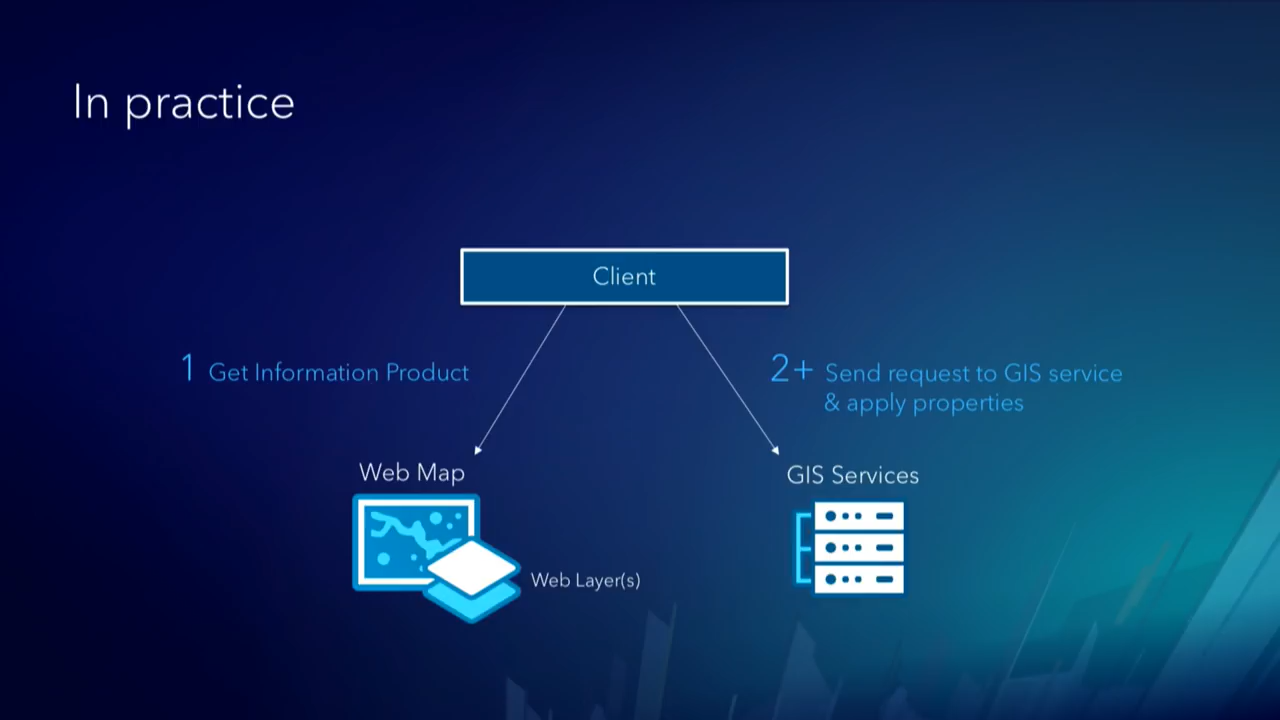 In practice
Client
1 Get Information Product
2+ Send request to GIS service
& apply properties
Web Map
GIS Services
Web Layer(s)